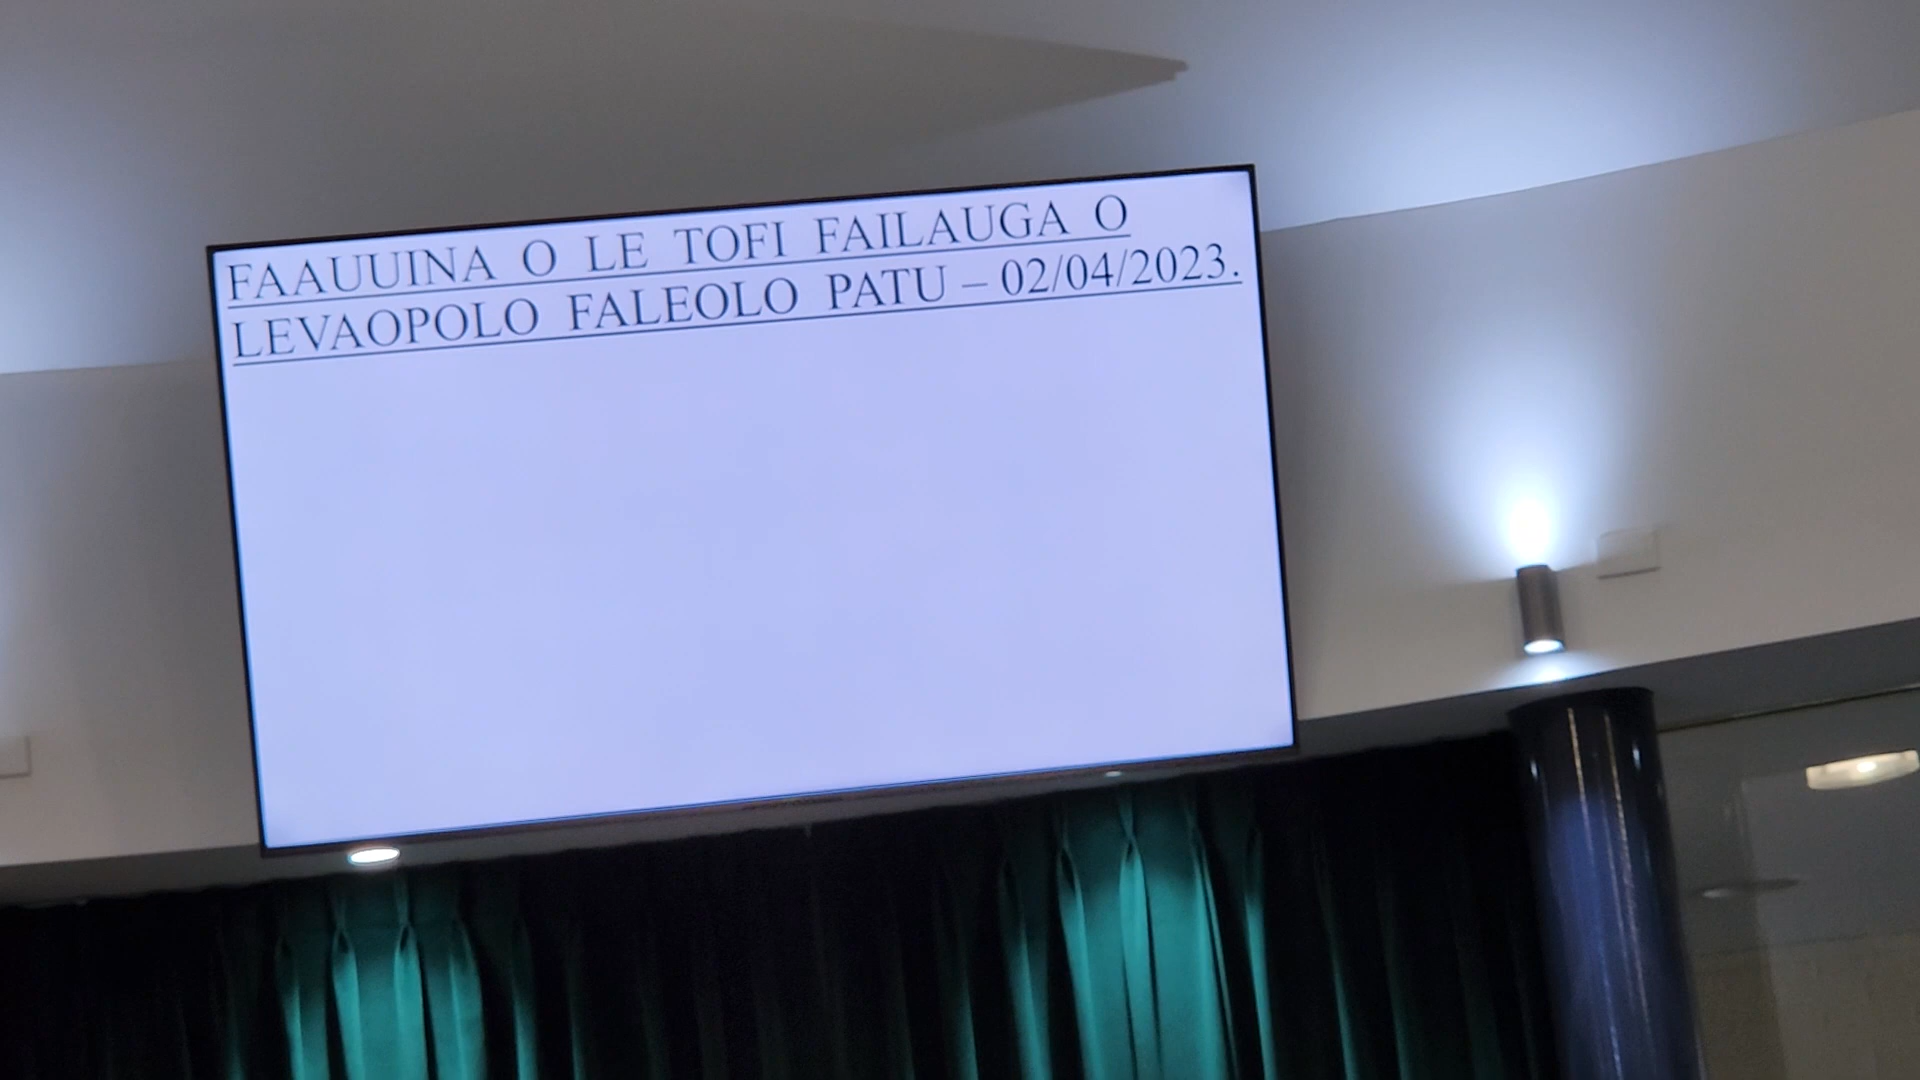 FAAUUINA O LE TOFI FAILAUGA O
LEVAOPOLO FALEOLO PATU – 02/04/2023.